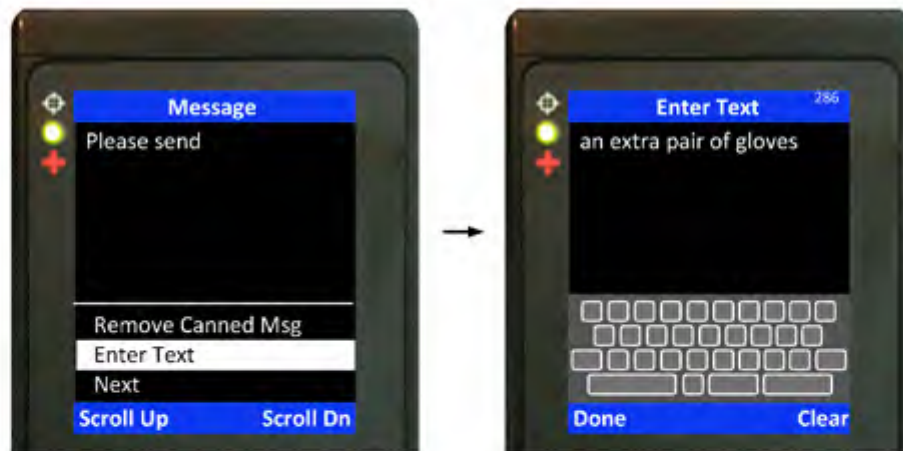 Message
Please send
Remove Canned Msg
Enter Text
Next
Scroll Up Scroll Dn
Enter Text 286
an extra pair of gloves
Done Clear